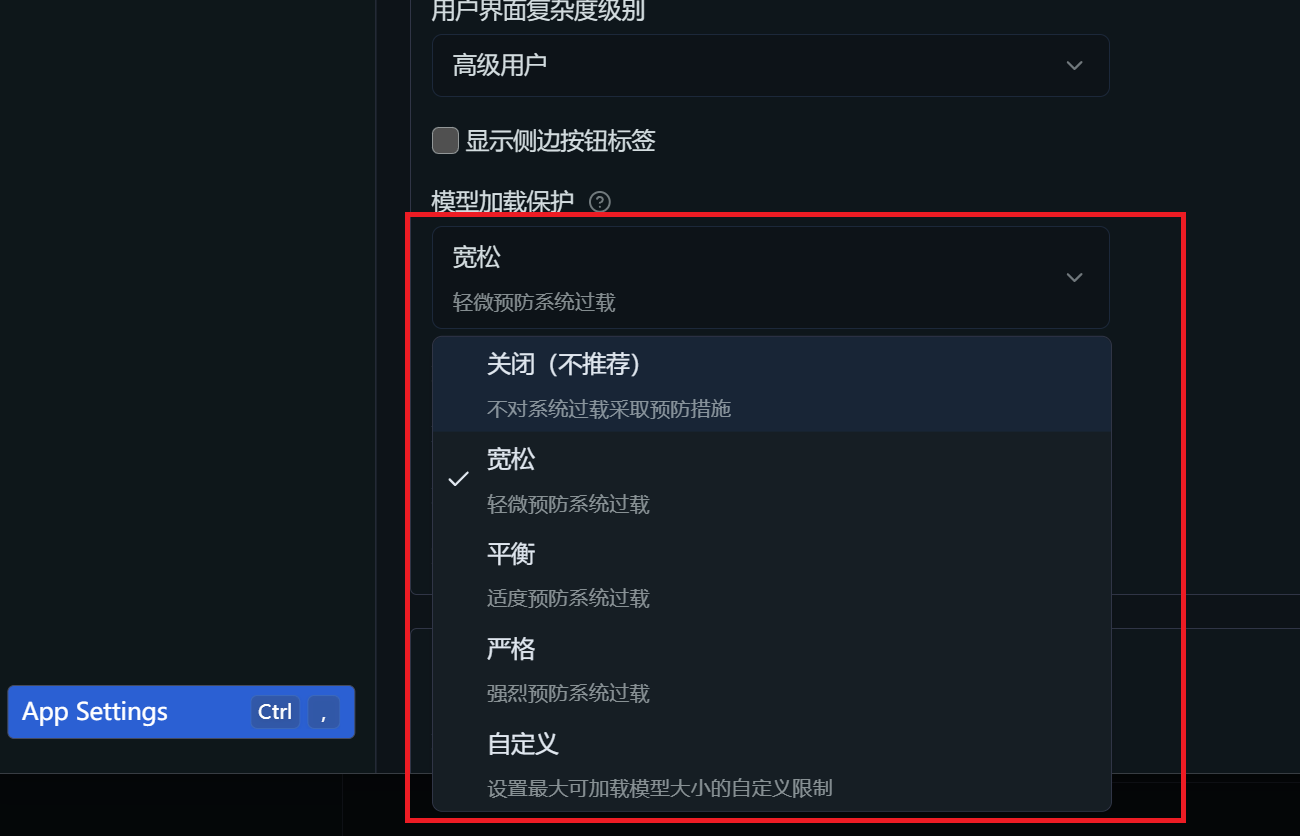 用户界面复杂度级别
高级用户
显示侧边按钮标签
模型加载保护 ?
宽松
轻微预防系统过载
关闭（不推荐）
不对系统过载采取预防措施
宽松
轻微预防系统过载
平衡
适度预防系统过载
严格
强烈预防系统过载
App Settings Ctrl ,
自定义
设置最大可加载模型大小的自定义限制